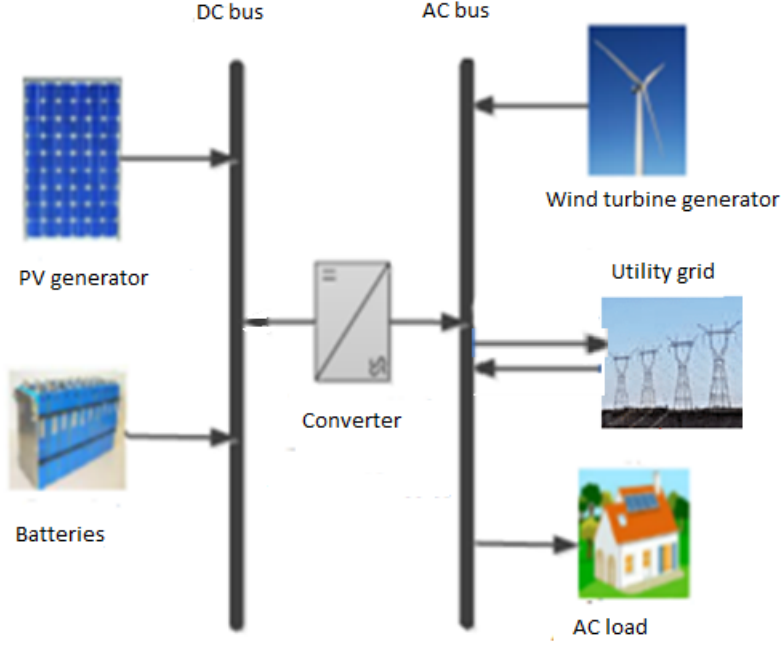 DC bus
AC bus
Wind turbine generator
PV generator
Utility grid
Converter
Batteries
AC load